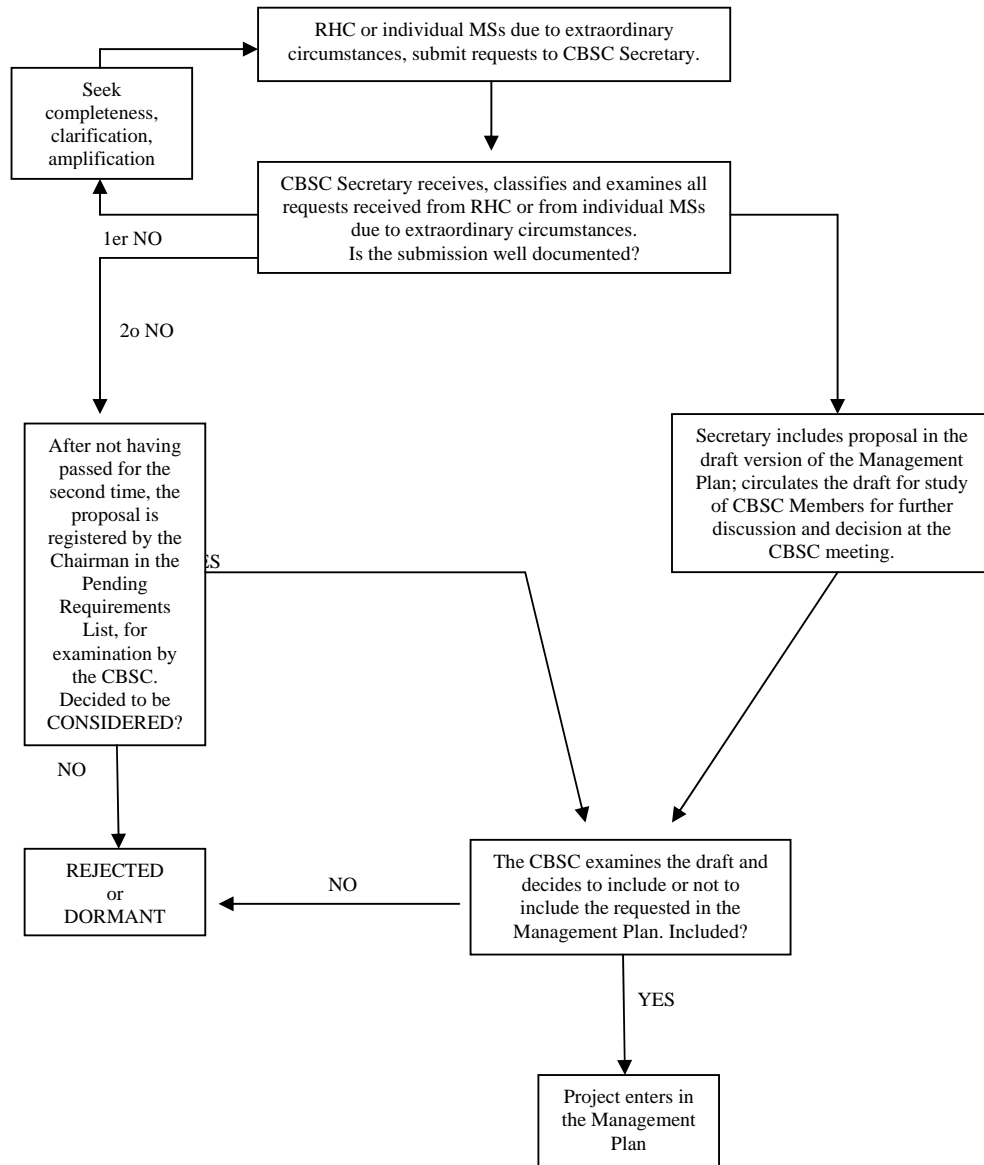 RHC or individual MSs due to extraordinary
circumstances, submit requests to CBSC Secretary.
Seek
completeness,
clarification,
amplification
CBSC Secretary receives, classifies and examines all
requests received from RHC or from individual MSs
due to extraordinary circumstances.
Is the submission well documented?
1er NO
2o NO
After not having
passed for the
second time, the
proposal is
registered by the
Chairman in the
Pending
Requirements
List, for
examination by
the CBSC.
Decided to be
CONSIDERED?
Secretary includes proposal in the
draft version of the Management
Plan; circulates the draft for study
of CBSC Members for further
discussion and decision at the
CBSC meeting.
NO
REJECTED
or
DORMANT
NO
The CBSC examines the draft and
decides to include or not to
include the requested in the
Management Plan. Included?
YES
Project enters in
the Management
Plan